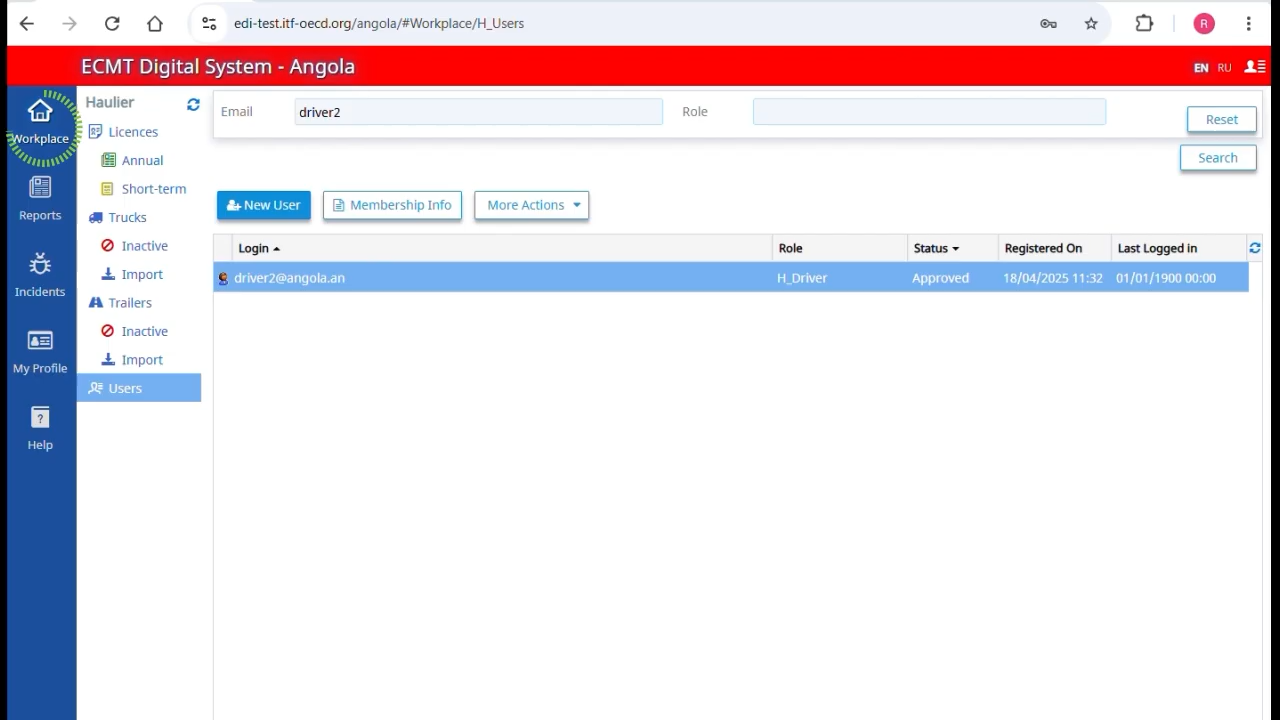 edi-test.itf-oecd.org/angola/#Workplace/H_Users
R
ECMT Digital System - Angola
EN RU
Workplace
Reports
Incidents
My Profile
?
Help
Haulier
Licences
Annual
Short-term
Trucks
Inactive
Import
Trailers
Inactive
Import
Users
Email driver2 Role
Reset
Search
New User Membership Info More Actions
Login Role Status Registered On Last Logged in
driver2@angola.an H_Driver Approved 18/04/2025 11:32 01/01/1900 00:00